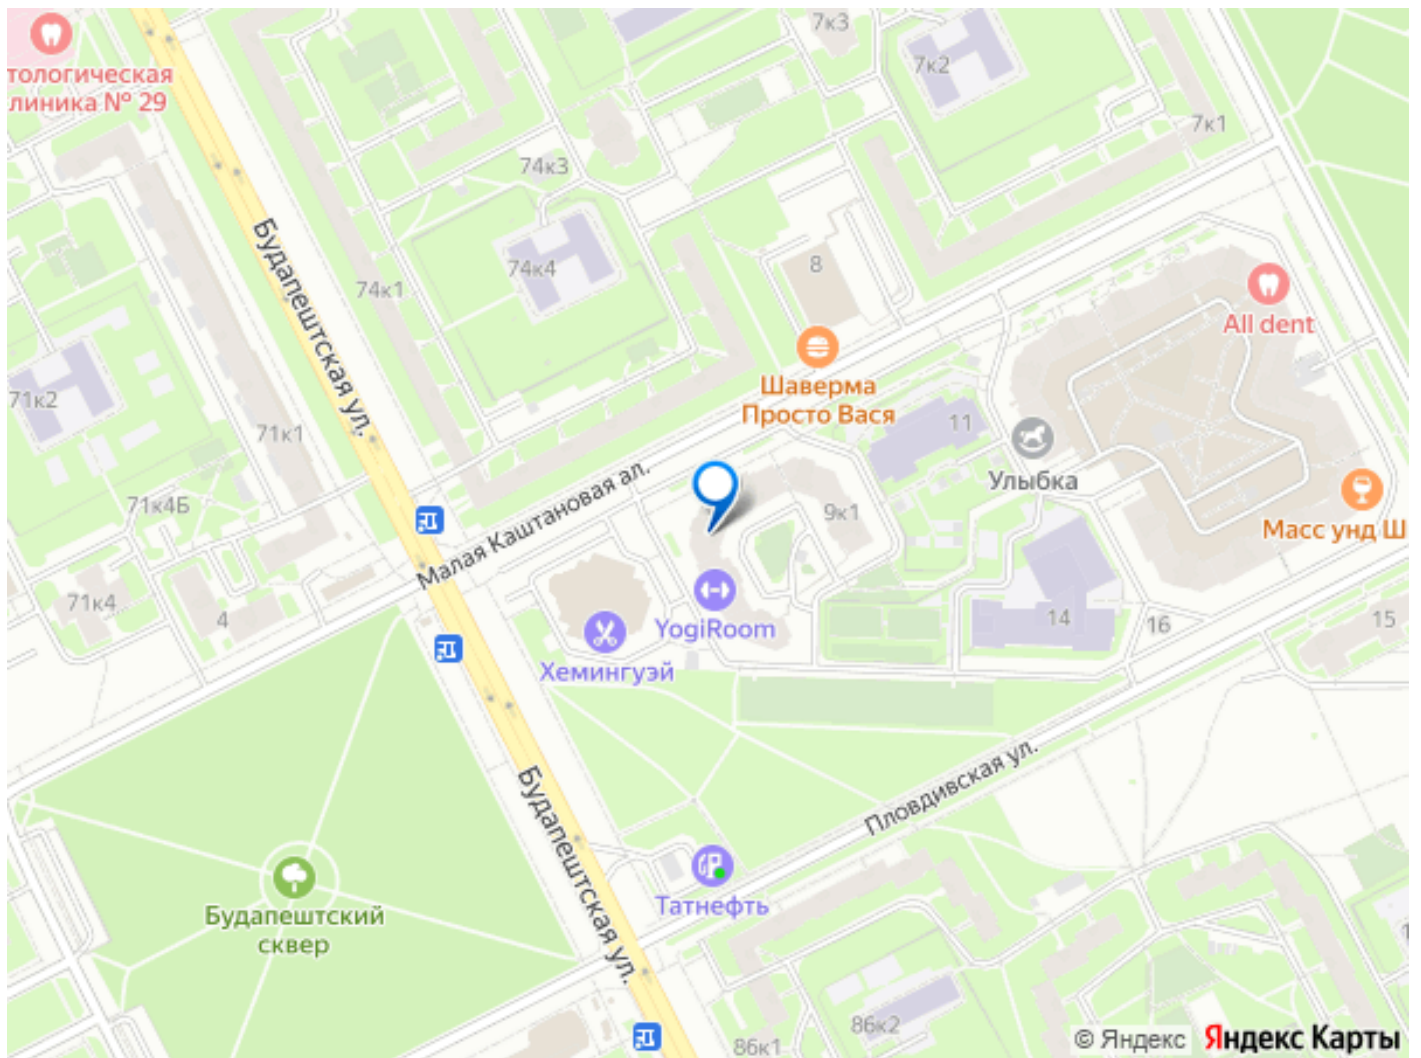 7к3
7к2
тологическая
линика № 29
7к1
74к3
Будапештская ул.
74к4
8
74к1
All dent
Шаверма
Просто Вася
71к2
11
71к1
Улыбка
Малая Каштановая ал.
71к4Б
9к1
Масс унд Ш
71к4
4
YogiRoom
14
16
15
Хемингуэй
Пловдивская ул.
Будапештская ул.
Татнефть
Будапештский
сквер
86к2
86к1
© Яндекс Яндекс Карты